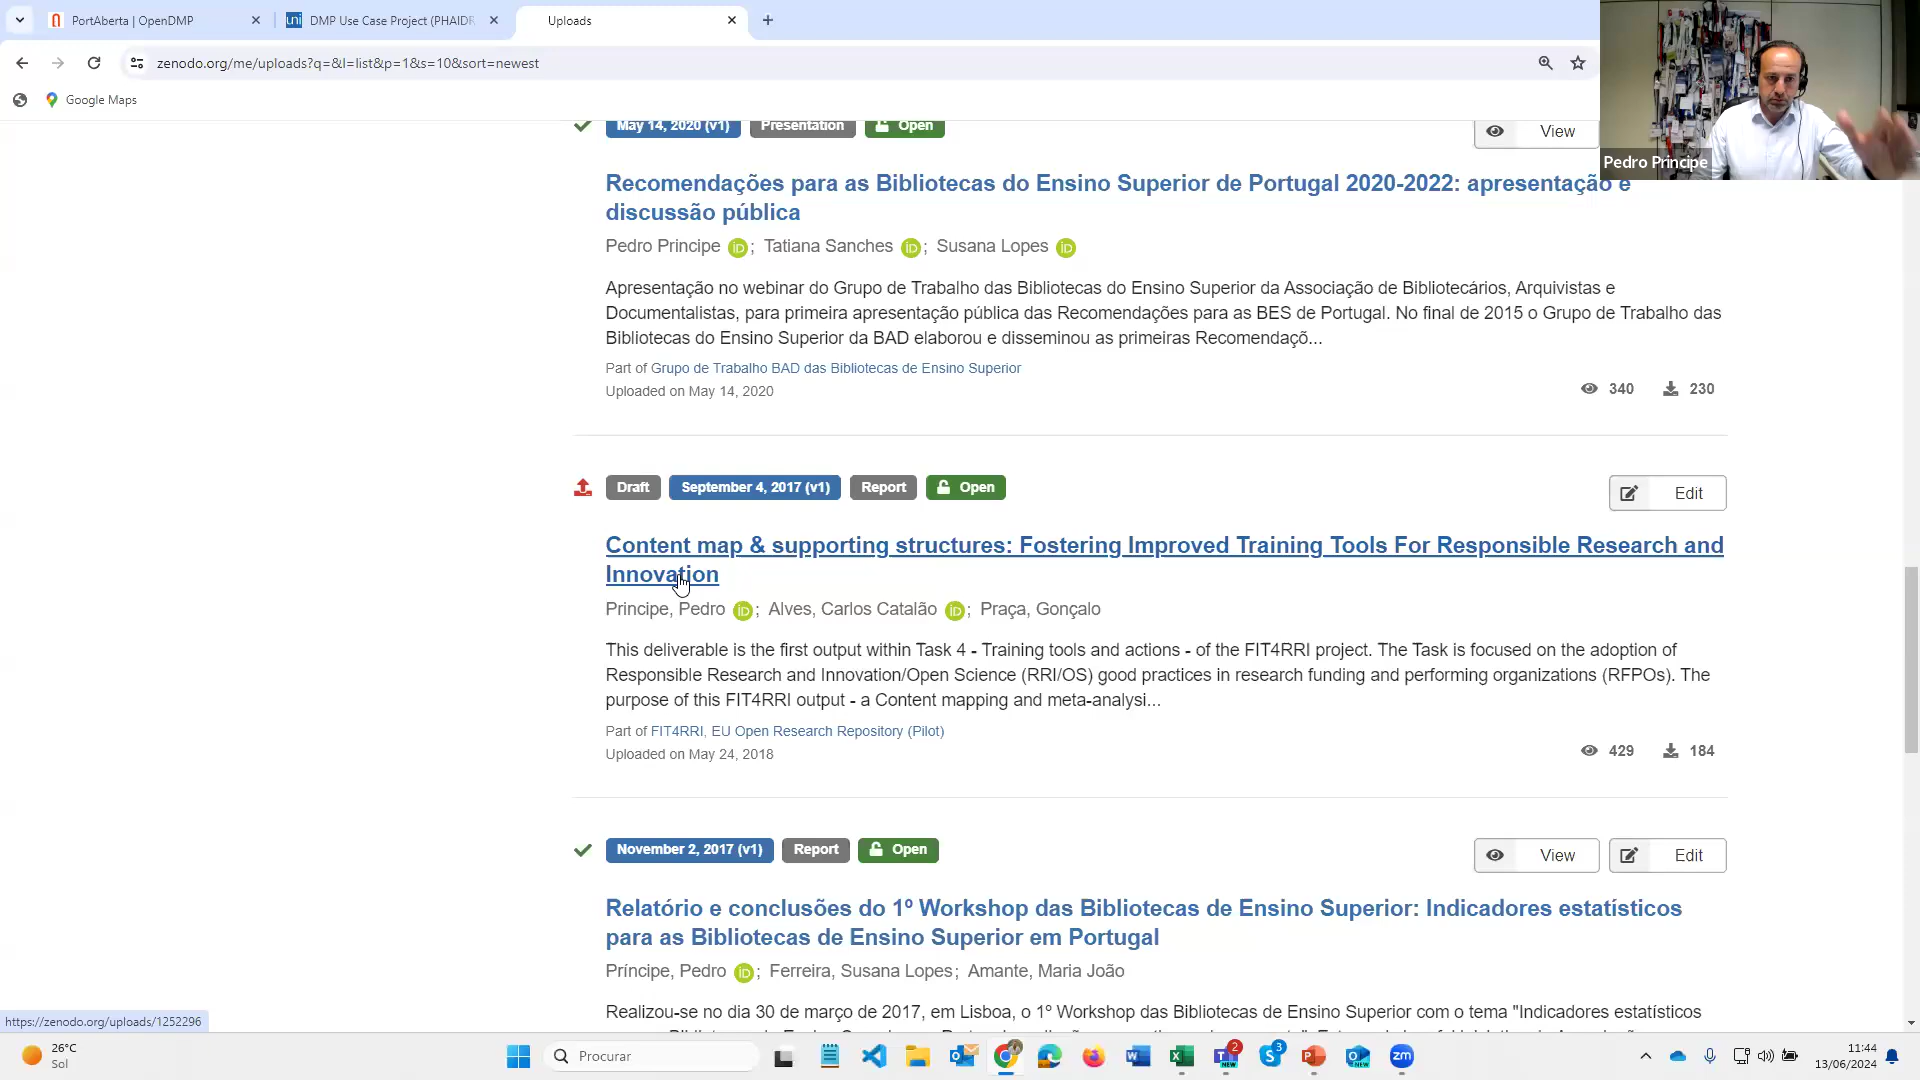 PortAberta | OpenDMP
uni
DMP Use Case Project (PHAIDR
Uploads
zenodo.org/me/uploads?q=&l=list&p=1&s=10&sort=newest
Google Maps
Pedro Principe
May 14, 2020 (v1) Presentation Open
View
Recomendações para as Bibliotecas do Ensino Superior de Portugal 2020-2022: apresentação e
discussão pública
Pedro Principe iD; Tatiana Sanches iD; Susana Lopes iD
Apresentação no webinar do Grupo de Trabalho das Bibliotecas do Ensino Superior da Associação de Bibliotecários, Arquivistas e
Documentalistas, para primeira apresentação pública das Recomendações para as BES de Portugal. No final de 2015 o Grupo de Trabalho das
Bibliotecas do Ensino Superior da BAD elaborou e disseminou as primeiras Recomendaçõ...
Part of Grupo de Trabalho BAD das Bibliotecas de Ensino Superior
Uploaded on May 14, 2020
340 230
Draft September 4, 2017 (v1) Report Open
Edit
Content map & supporting structures: Fostering Improved Training Tools For Responsible Research and
Innovation
Principe, Pedro iD; Alves, Carlos Catalão iD; Praça, Gonçalo
This deliverable is the first output within Task 4 - Training tools and actions - of the FIT4RRI project. The Task is focused on the adoption of
Responsible Research and Innovation/Open Science (RRI/OS) good practices in research funding and performing organizations (RFPOs). The
purpose of this FIT4RRI output - a Content mapping and meta-analysi...
Part of FIT4RRI, EU Open Research Repository (Pilot)
Uploaded on May 24, 2018
429 184
November 2, 2017 (v1) Report Open
View Edit
Relatório e conclusões do 1º Workshop das Bibliotecas de Ensino Superior: Indicadores estatísticos
para as Bibliotecas de Ensino Superior em Portugal
Príncipe, Pedro iD; Ferreira, Susana Lopes; Amante, Maria João
Realizou-se no dia 30 de março de 2017, em Lisboa, o 1º Workshop das Bibliotecas de Ensino Superior com o tema "Indicadores estatísticos
https://zenodo.org/uploads/1252296
26°C
Sol
Procurar
2
NEW
3
NEW
zm
11:44
13/06/2024